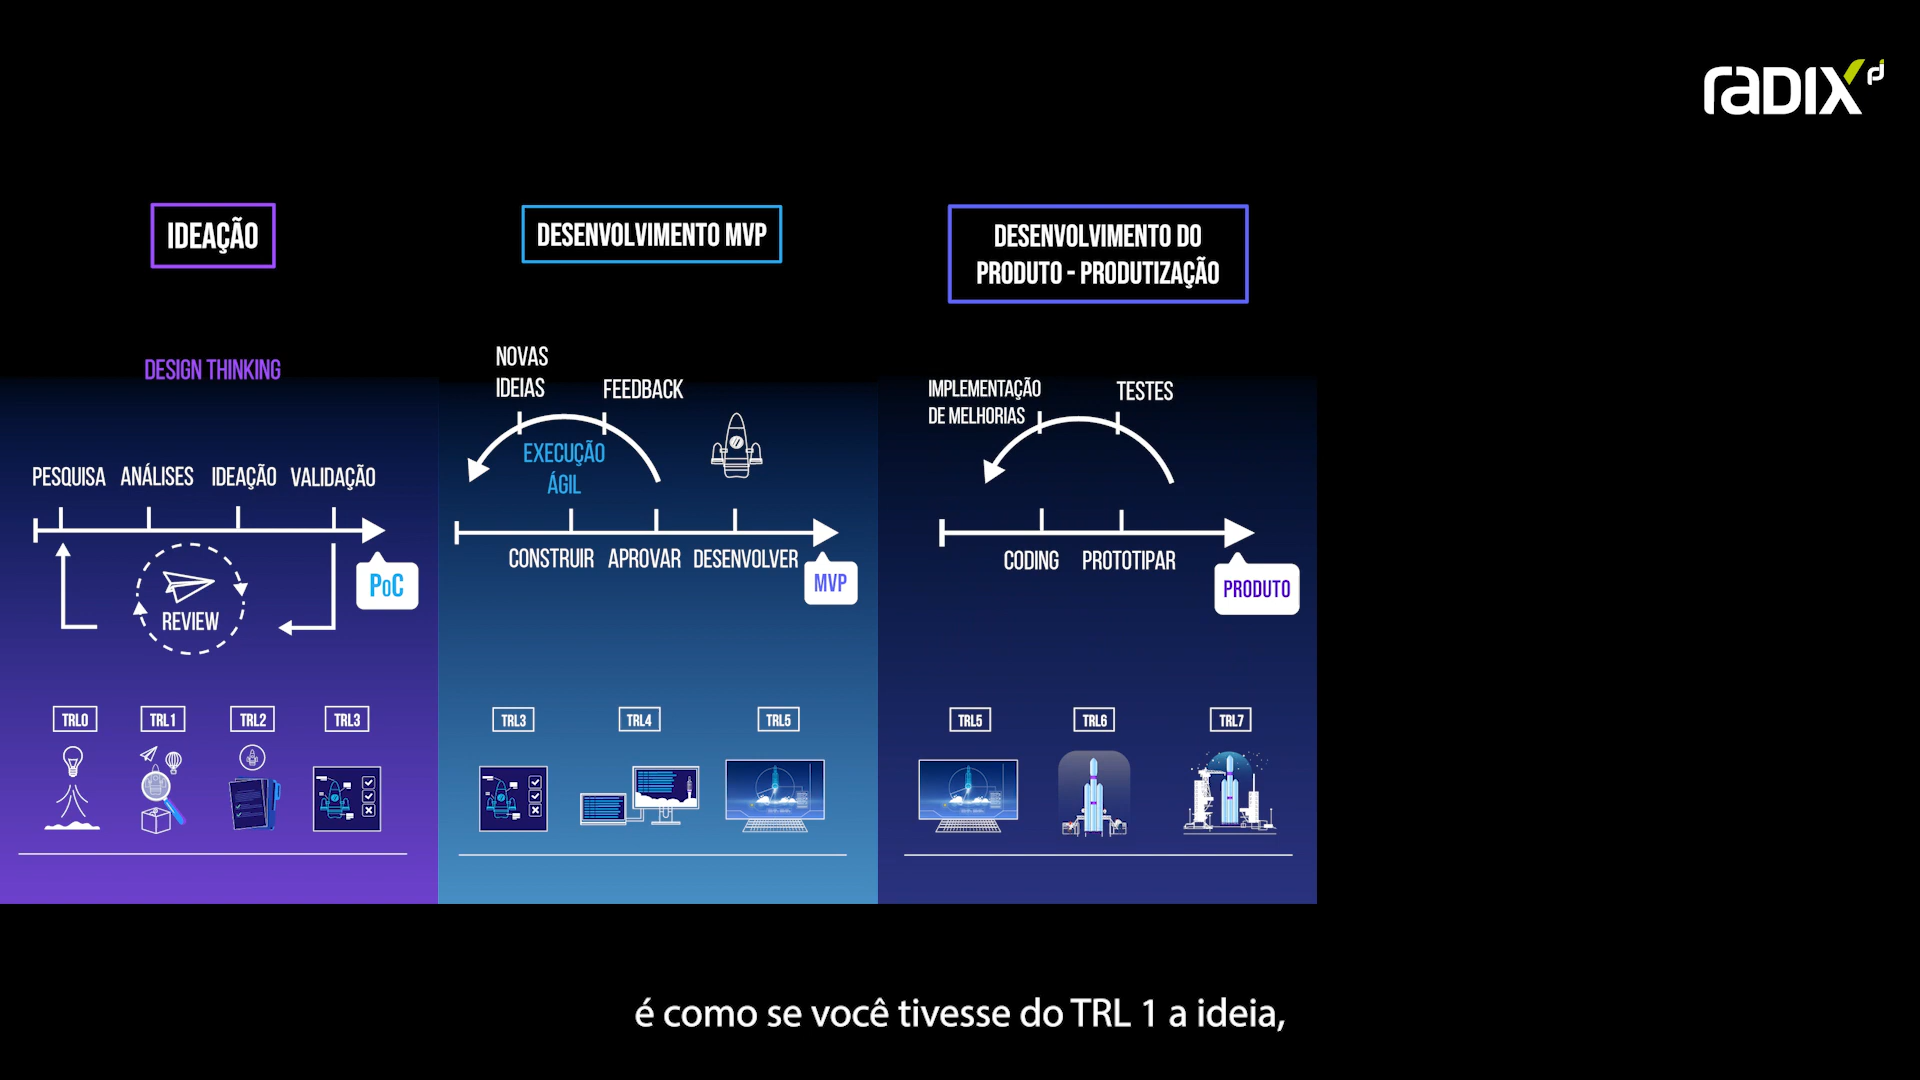 radix
IDEAÇÃO
DESIGN THINKING
PESQUISA ANÁLISES IDEAÇÃO VALIDAÇÃO
REVIEW
PoC
TRL0 TRL1 TRL2 TRL3
DESENVOLVIMENTO MVP
NOVAS
IDEIAS
FEEDBACK
EXECUÇÃO
ÁGIL
CONSTRUIR APROVAR DESENVOLVER
MVP
TRL3 TRL4 TRL5
DESENVOLVIMENTO DO
PRODUTO - PRODUTIZAÇÃO
IMPLEMENTAÇÃO
DE MELHORIAS
TESTES
CODING PROTOTIPAR
PRODUTO
TRL5 TRL6 TRL7
é como se você tivesse do TRL 1 a ideia,